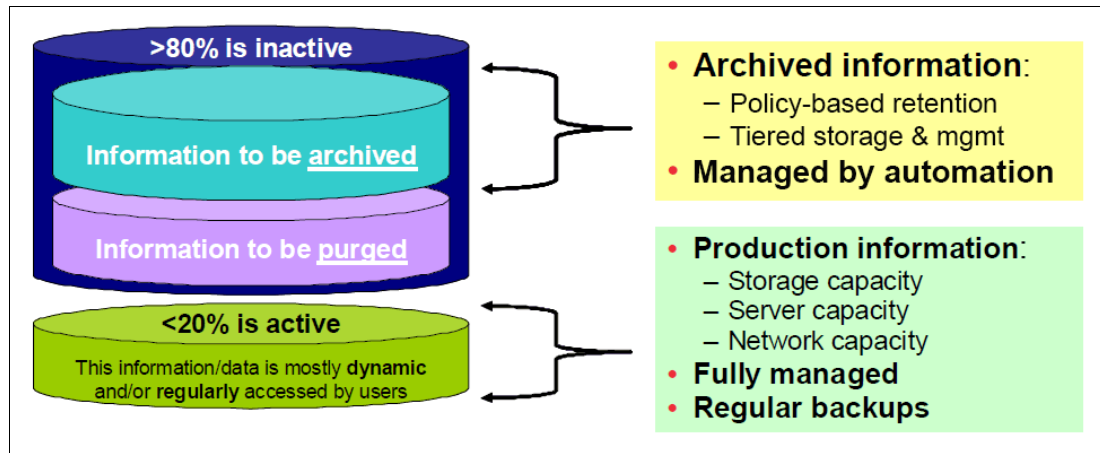 >80% is inactive
Information to be archived
Information to be purged
<20% is active
This information/data is mostly dynamic
and/or regularly accessed by users
• Archived information:
– Policy-based retention
– Tiered storage & mgmt
• Managed by automation
• Production information:
– Storage capacity
– Server capacity
– Network capacity
• Fully managed
• Regular backups